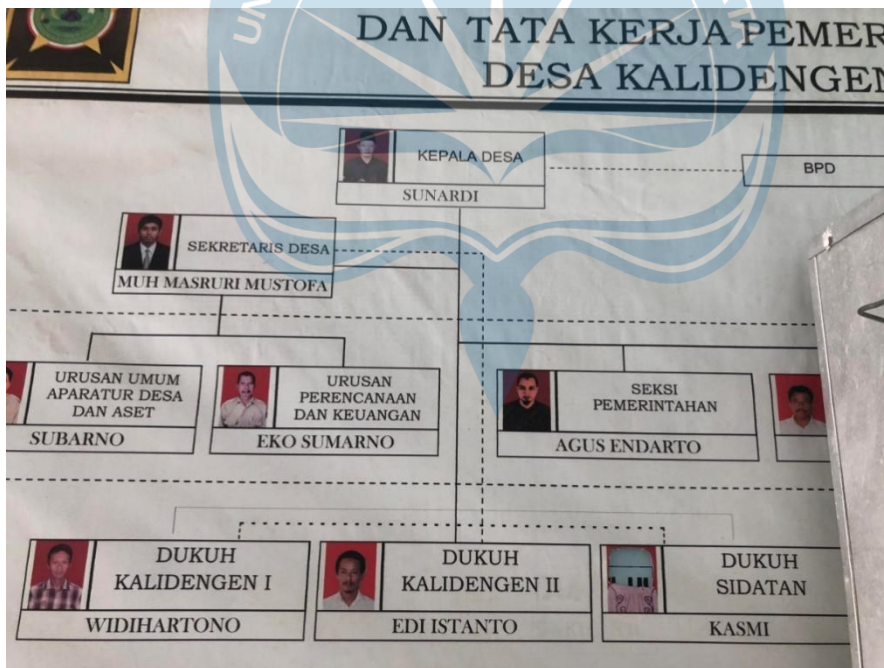 DAN TATA KERJA PEMER
DESA KALIDENGEN
KEPALA DESA
SUNARDI
BPD
SEKRETARIS DESA
MUH MASRURI MUSTOFA
URUSAN UMUM
APARATUR DESA
DAN ASET
SUBARNO
URUSAN
PERENCANAAN
DAN KEUANGAN
EKO SUMARNO
SEKSI
PEMERINTAHAN
AGUS ENDARTO
DUKUH
KALIDENGEN I
WIDIHARTONO
DUKUH
KALIDENGEN II
EDI ISTANTO
DUKUH
SIDATAN
KASMI